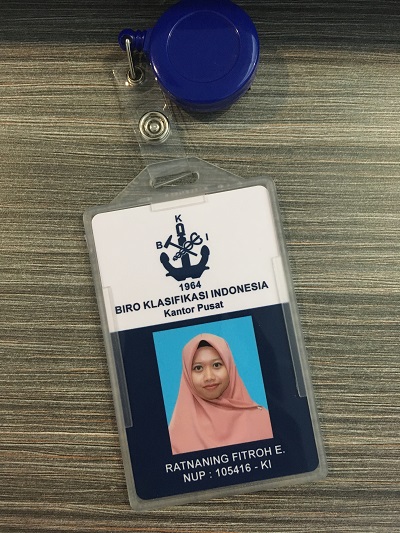 K
B I
1964
BIRO KLASIFIKASI INDONESIA
Kantor Pusat
RATNANING FITROH E.
NUP : 105416 - KI